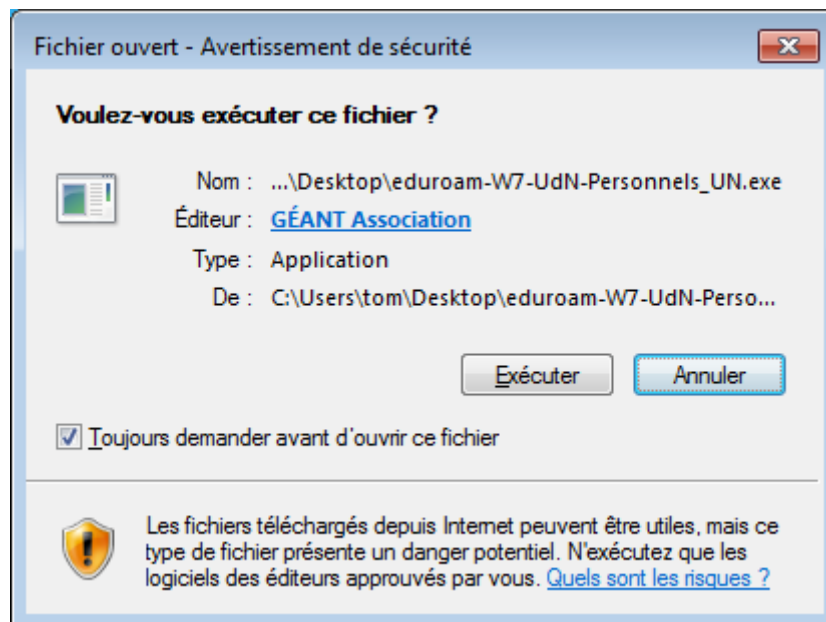 Fichier ouvert - Avertissement de sécurité
Voulez-vous exécuter ce fichier ?
Nom : ...\Desktop\eduroam-W7-UdN-Personnels_UN.exe
Éditeur : GÉANT Association
Type : Application
De : C:\Users\tom\Desktop\eduroam-W7-UdN-Perso...
Exécuter Annuler
Toujours demander avant d'ouvrir ce fichier
Les fichiers téléchargés depuis Internet peuvent être utiles, mais ce
type de fichier présente un danger potentiel. N'exécutez que les
logiciels des éditeurs approuvés par vous. Quels sont les risques ?